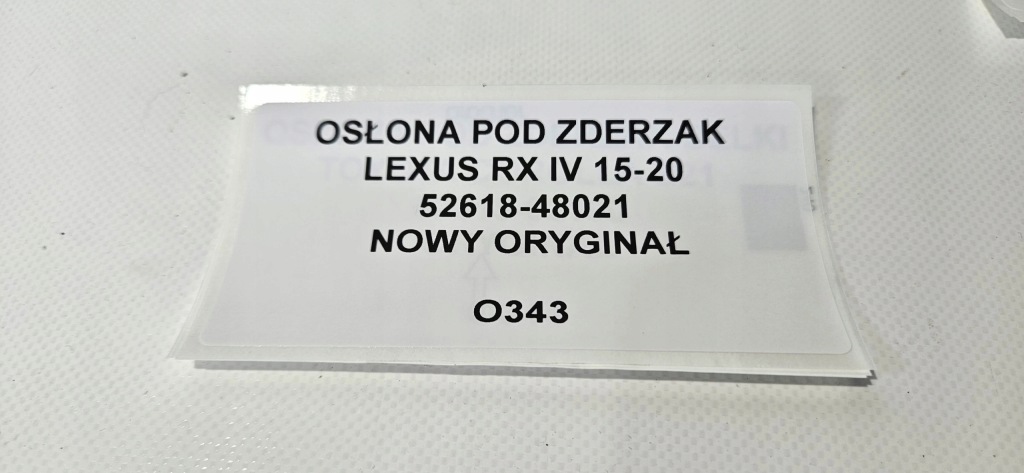 OSŁONA POD ZDERZAK
LEXUS RX IV 15-20
52618-48021
NOWY ORYGINAŁ
O343